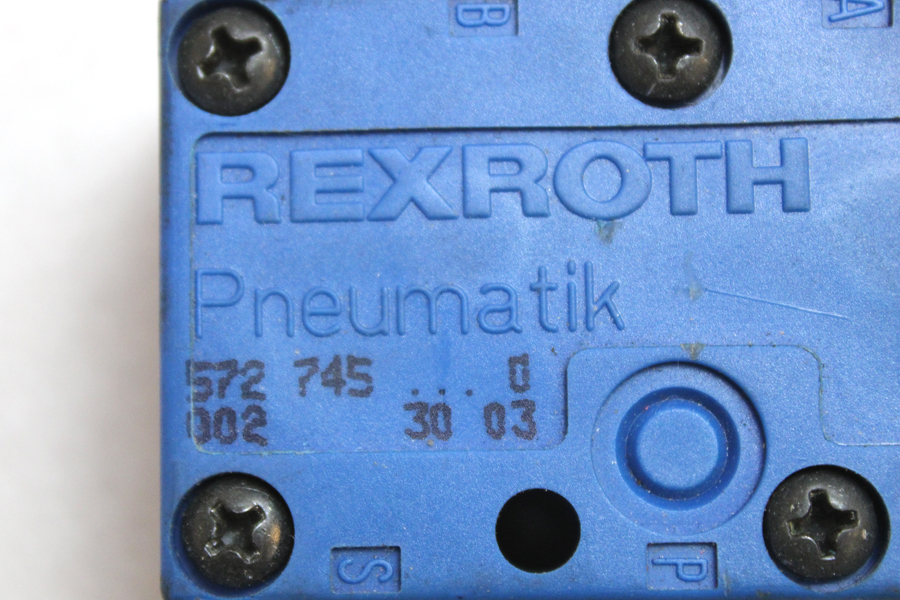 B A
REXROTH
Pneumatik
572 745 ... 0
002 30 03
S P